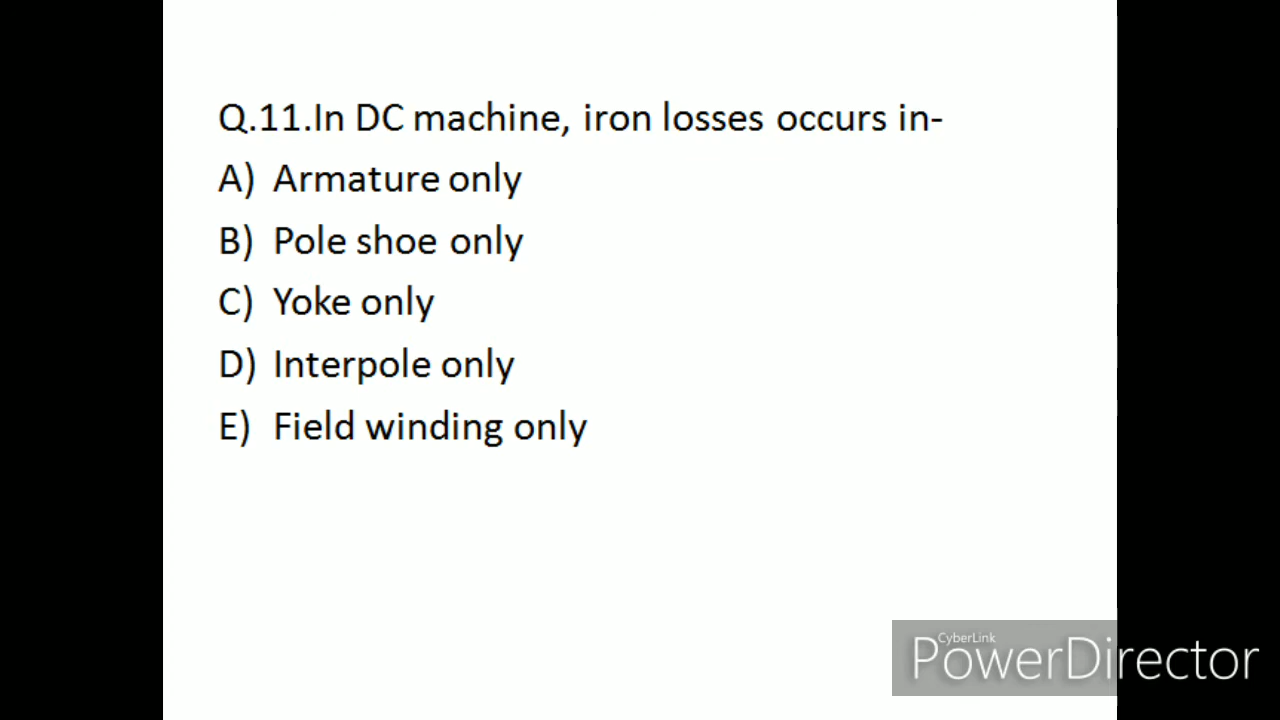 Q.11.In DC machine, iron losses occurs in-
A) Armature only
B) Pole shoe only
C) Yoke only
D) Interpole only
E) Field winding only
CyberLink
PowerDirector